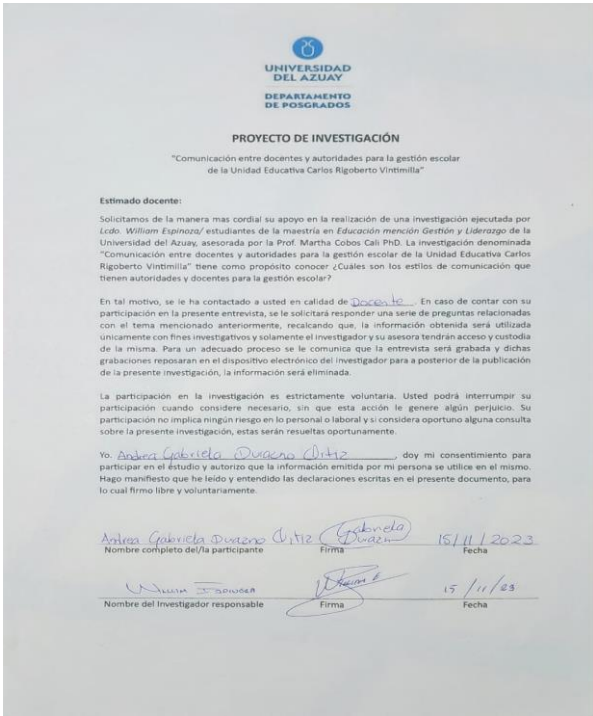 UNIVERSIDAD
DEL AZUAY
DEPARTAMENTO
DE POSGRADOS
PROYECTO DE INVESTIGACIÓN
"Comunicación entre docentes y autoridades para la gestión escolar
de la Unidad Educativa Carlos Rigoberto Vintimilla"
Estimado docente:
Solicitamos de la manera mas cordial su apoyo en la realización de una investigación ejecutada por
Lcdo. William Espinoza/ estudiantes de la maestría en Educación mención Gestión y Liderazgo de la
Universidad del Azuay, asesorada por la Prof. Martha Cobos Cali PhD. La investigación denominada
"Comunicación entre docentes y autoridades para la gestión escolar de la Unidad Educativa Carlos
Rigoberto Vintimilla" tiene como propósito conocer ¿Cuáles son los estilos de comunicación que
tienen autoridades y docentes para la gestión escolar?
En tal motivo, se le ha contactado a usted en calidad de Docente. En caso de contar con su
participación en la presente entrevista, se le solicitará responder una serie de preguntas relacionadas
con el tema mencionado anteriormente, recalcando que, la información obtenida será utilizada
únicamente con fines investigativos y solamente el investigador y su asesora tendrán acceso y custodia
de la misma. Para un adecuado proceso se le comunica que la entrevista será grabada y dichas
grabaciones reposaran en el dispositivo electrónico del investigador para a posterior de la publicación
de la presente investigación, la información será eliminada.
La participación en la investigación es estrictamente voluntaria. Usted podrá interrumpir su
participación cuando considere necesario, sin que esta acción le genere algún perjuicio. Su
participación no implica ningún riesgo en lo personal o laboral y si considera oportuno alguna consulta
sobre la presente investigación, estas serán resueltas oportunamente.
Yo. Andrea Gabriela Durazno, doy mi consentimiento para
participar en el estudio y autorizo que la información emitida por mi persona se utilice en el mismo.
Hago manifiesto que he leído y entendido las declaraciones escritas en el presente documento, para
lo cual firmo libre y voluntariamente.
Andrea Gabriela Durazno Gabriela 15/11/2023
Nombre completo del/la participante Firma Fecha
William Espinoza 15/11/23
Nombre del Investigador responsable Firma Fecha